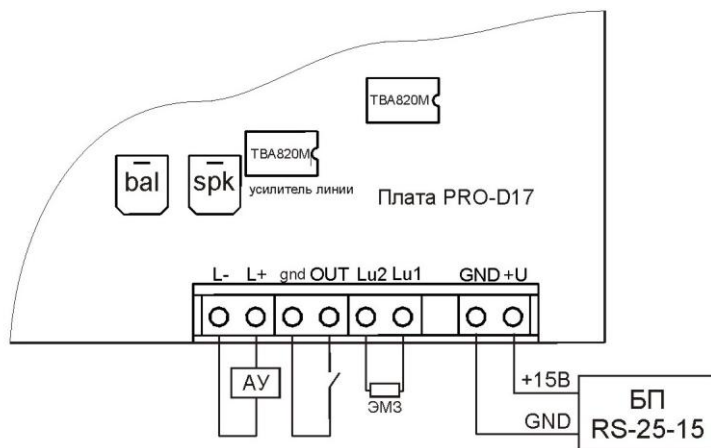 TBA820M
TBA820M
bal
spk
усилитель линии
Плата PRO-D17
L- L+ gnd OUT Lu2 Lu1 GND +U
АУ
ЭМЗ
+15В
GND
БП
RS-25-15